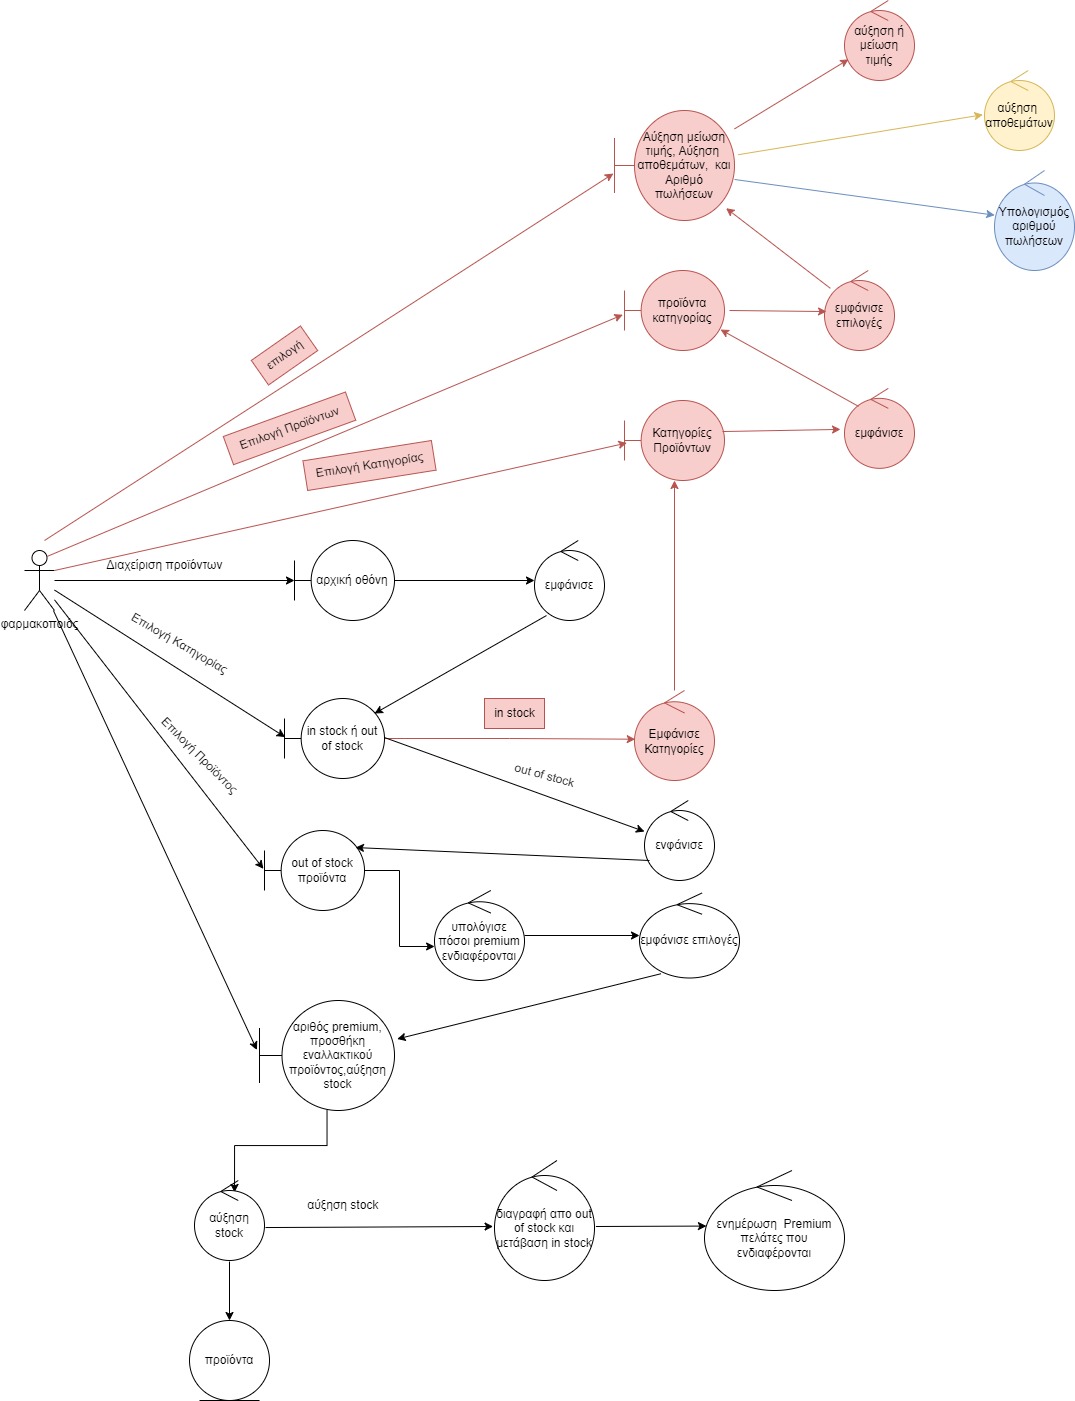 αύξηση ή
μείωση
τιμής
αύξηση
αποθεμάτων
Αύξηση μείωση
τιμής, Αύξηση
αποθεμάτων, και
Αριθμό
πωλήσεων
Υπολογισμός
αριθμού
πωλήσεων
προϊόντα
κατηγορίας
εμφάνισε
επιλογές
επιλογή
Επιλογή Προϊόντων
Επιλογή Κατηγορίας
Κατηγορίες
Προϊόντων
εμφάνισε
Διαχείριση προϊόντων
αρχική οθόνη
εμφάνισε
φαρμακοποιός
Επιλογή Κατηγορίας
in stock ή out
of stock
in stock
Εμφάνισε
Κατηγορίες
Επιλογή Προϊόντος
out of stock
ενφάνισε
out of stock
προϊόντα
υπολόγισε
πόσοι premium
ενδιαφέρονται
εμφάνισε επιλογές
αριθός premium,
προσθήκη
εναλλακτικού
προϊόντος,αύξηση
stock
αύξηση
stock
αύξηση stock
διαγραφή απο out
of stock και
μετάβαση in stock
ενημέρωση Premium
πελάτες που
ενδιαφέρονται
προϊόντα